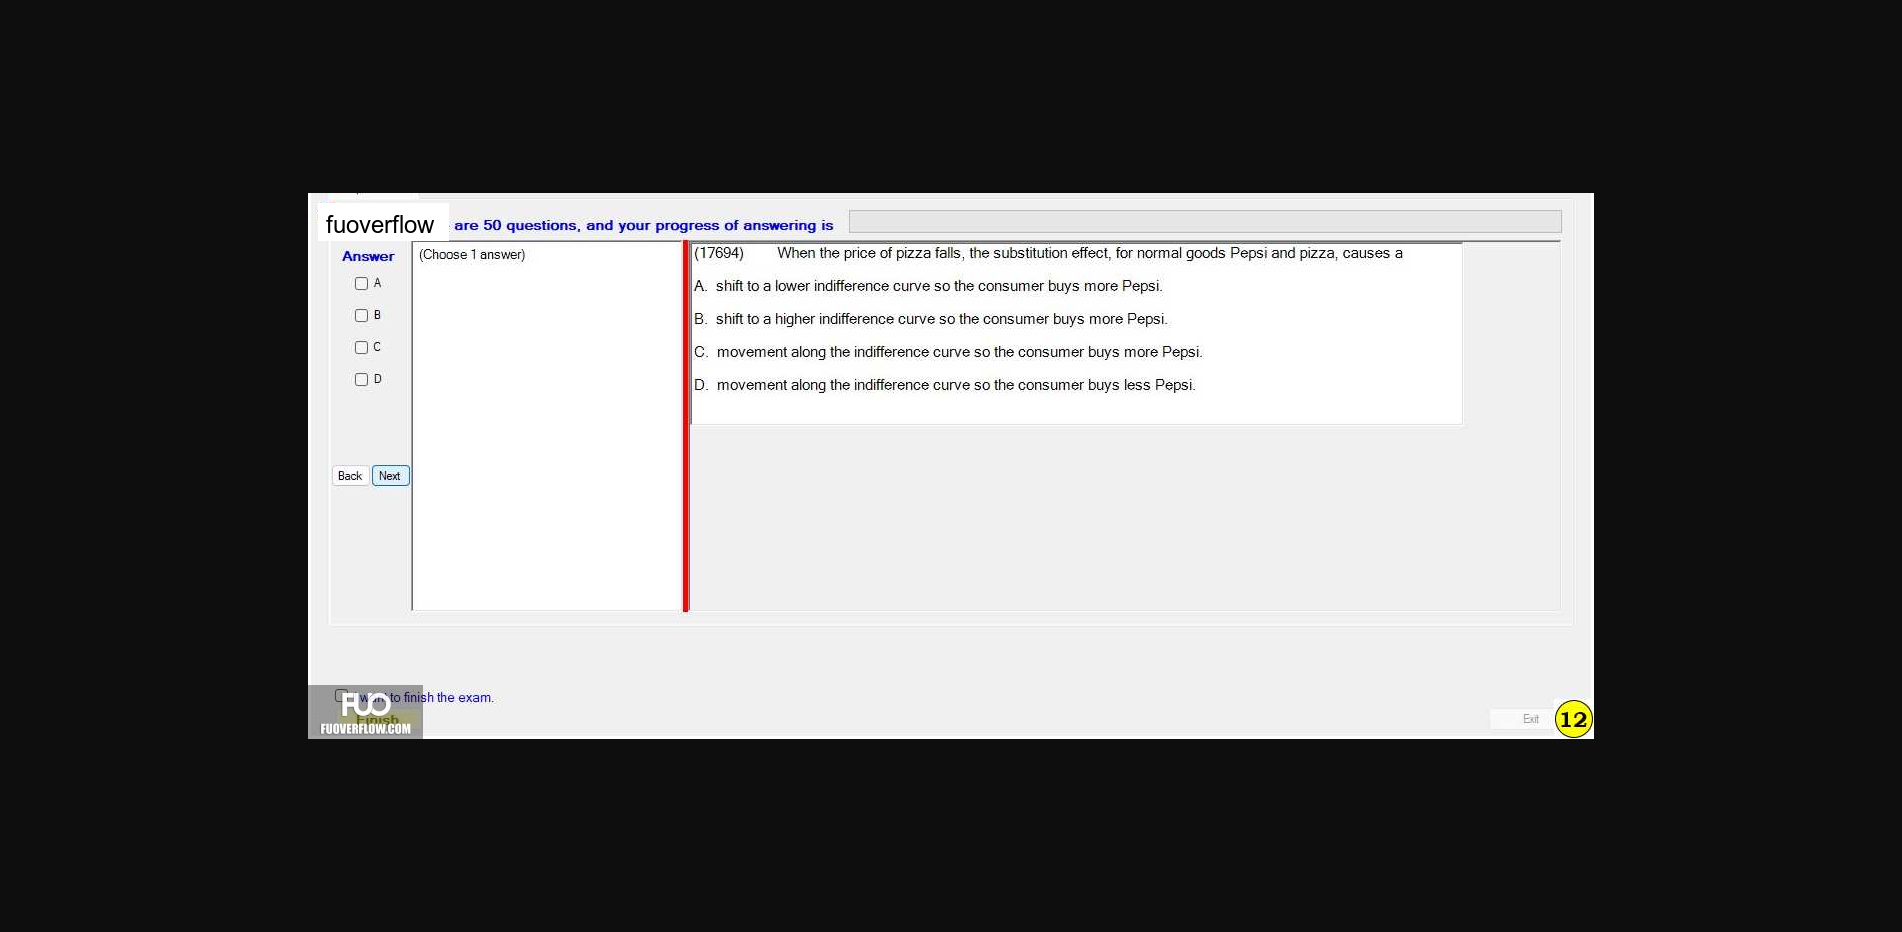 fuoverflow are 50 questions, and your progress of answering is
Answer
(Choose 1 answer)
A
B
C
D
Back Next
(17694) When the price of pizza falls, the substitution effect, for normal goods Pepsi and pizza, causes a
A. shift to a lower indifference curve so the consumer buys more Pepsi.
B. shift to a higher indifference curve so the consumer buys more Pepsi.
C. movement along the indifference curve so the consumer buys more Pepsi.
D. movement along the indifference curve so the consumer buys less Pepsi.
want to finish the exam.
FUO
Finish
FUOVERFLOW.COM
Exit
12